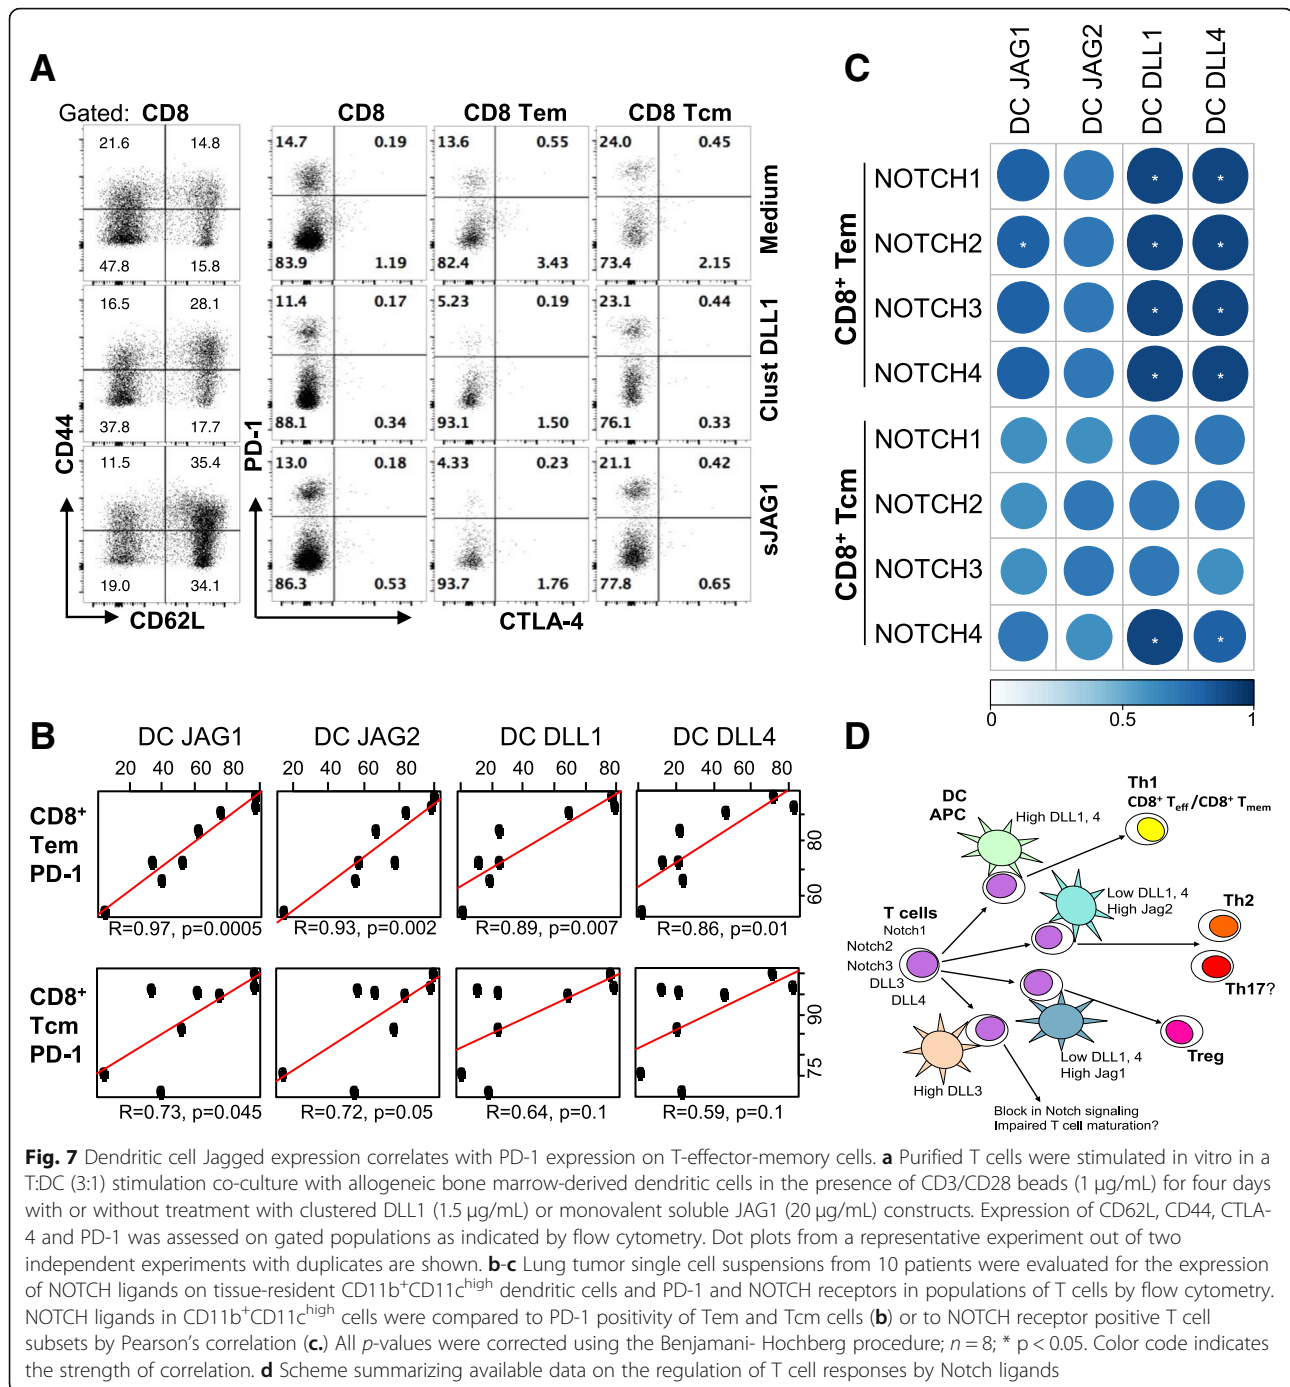 A
Gated: CD8
CD8
CD8 Tem
CD8 Tcm
21.6 14.8
47.8 15.8
14.7 0.19
83.9 1.19
13.6 0.55
82.4 3.43
24.0 0.45
73.4 2.15
Medium
16.5 28.1
37.8 17.7
11.4 0.17
88.1 0.34
5.23 0.19
93.1 1.50
23.1 0.44
76.1 0.33
Clust DLL1
11.5 35.4
19.0 34.1
13.0 0.18
86.3 0.53
4.33 0.23
93.7 1.76
21.1 0.42
77.8 0.65
sJAG1
CD44
CD62L
PD-1
CTLA-4
C
DC JAG1
DC JAG2
DC DLL1
DC DLL4
CD8+ Tem
NOTCH1
* *
NOTCH2
* * *
NOTCH3
* *
NOTCH4
* *
CD8+ Tcm
NOTCH1
NOTCH2
NOTCH3
NOTCH4
* *
0 0.5 1
B
DC JAG1 DC JAG2 DC DLL1 DC DLL4
20 40 60 80 20 40 60 80 20 40 60 80 20 40 60 80
CD8+
Tem
PD-1
80
60
R=0.97, p=0.0005 R=0.93, p=0.002 R=0.89, p=0.007 R=0.86, p=0.01
CD8+
Tcm
PD-1
90
75
R=0.73, p=0.045 R=0.72, p=0.05 R=0.64, p=0.1 R=0.59, p=0.1
D
DC
APC
High DLL1, 4
Th1
CD8+ Teff/CD8+ Tmem
Low DLL1, 4
High Jag2
Th2
Th17?
T cells
Notch1
Notch2
Notch3
DLL3
DLL4
Low DLL1, 4
High Jag1
Treg
High DLL3
Block in Notch signaling
Impaired T cell maturation?
Fig. 7 Dendritic cell Jagged expression correlates with PD-1 expression on T-effector-memory cells. a Purified T cells were stimulated in vitro in a
T:DC (3:1) stimulation co-culture with allogeneic bone marrow-derived dendritic cells in the presence of CD3/CD28 beads (1 μg/mL) for four days
with or without treatment with clustered DLL1 (1.5 μg/mL) or monovalent soluble JAG1 (20 μg/mL) constructs. Expression of CD62L, CD44, CTLA-
4 and PD-1 was assessed on gated populations as indicated by flow cytometry. Dot plots from a representative experiment out of two
independent experiments with duplicates are shown. b-c Lung tumor single cell suspensions from 10 patients were evaluated for the expression
of NOTCH ligands on tissue-resident CD11b+CD11chigh dendritic cells and PD-1 and NOTCH receptors in populations of T cells by flow cytometry.
NOTCH ligands in CD11b+CD11chigh cells were compared to PD-1 positivity of Tem and Tcm cells (b) or to NOTCH receptor positive T cell
subsets by Pearson's correlation (c.) All p-values were corrected using the Benjamani- Hochberg procedure; n = 8; * p < 0.05. Color code indicates
the strength of correlation. d Scheme summarizing available data on the regulation of T cell responses by Notch ligands